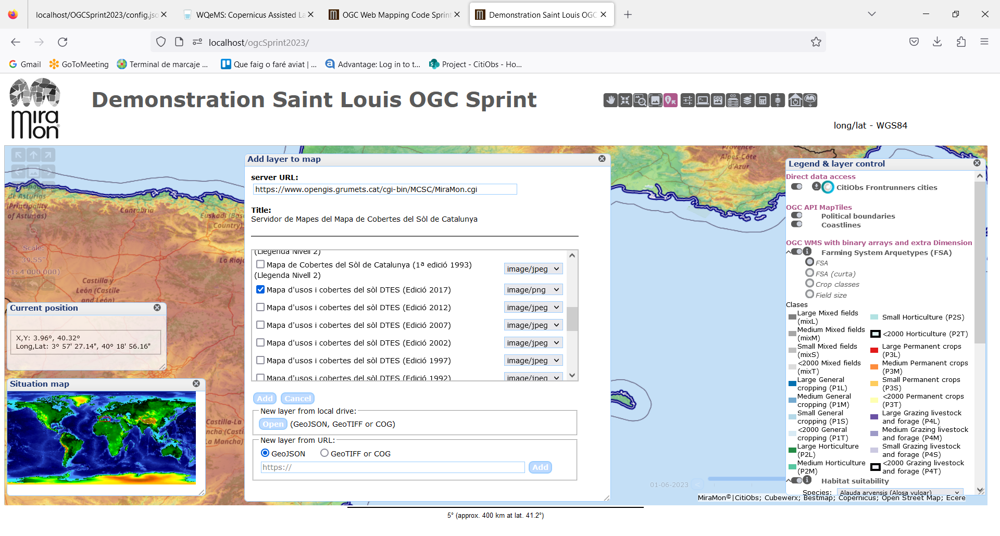 localhost/OGCSprint2023/config.jso
WQeMS: Copernicus Assisted La
OGC Web Mapping Code Sprint
Demonstration Saint Louis OGC
localhost/ogcSprint2023/
Gmail
GoToMeeting
Terminal de marcaje ...
Que faig o faré aviat | ...
Advantage: Log in to t...
Project - CitiObs - Ho...
mira
mon
Demonstration Saint Louis OGC Sprint
long/lat - WGS84
Provence-
Alpes-Côte
d'Azur
de Asturias
(Principality
of Asturias)
Cantabria
Euskadi (Bas
Country)
La Rioja
Castilla y
León (Castile
and León)
Castilla-La
ncha (Casti
La Mancha)
Scale:
39.55"
(1: 4 000 000)
XY
Current position
X,Y: 3.96°, 40.32°
Long,Lat: 3° 57' 27.14", 40° 18' 56.16"
Situation map
Add layer to map
server URL:
https://www.opengis.grumets.cat/cgi-bin/MCSC/MiraMon.cgi
Title:
Servidor de Mapes del Mapa de Cobertes del Sòl de Catalunya
(Llegenda Nivell 2)
Mapa de Cobertes del Sòl de Catalunya (1ª edició 1993)
(Llegenda Nivell 2)
image/jpeg
Mapa d'usos i cobertes del sòl DTES (Edició 2017)
image/png
Mapa d'usos i cobertes del sòl DTES (Edició 2012)
image/jpeg
Mapa d'usos i cobertes del sòl DTES (Edició 2007)
image/jpeg
Mapa d'usos i cobertes del sòl DTES (Edició 2002)
image/jpeg
Mapa d'usos i cobertes del sòl DTES (Edició 1997)
image/jpeg
Mapa d'usos i cobertes del sòl DTES (Edició 1992)
image/jpeg
Add
Cancel
New layer from local drive:
Open (GeoJSON, GeoTIFF or COG)
New layer from URL:
GeoJSON
GeoTIFF or COG
https://
Add
Legend & layer control
Direct data access
CitiObs Frontrunners cities
OGC API MapTiles
Political boundaries
Coastlines
OGC WMS with binary arrays and extra Dimension
Farming System Arquetypes (FSA)
FSA
FSA (curta)
Crop classes
Field size
Clases
Large Mixed fields
(mixL)
Medium Mixed fields
(mixM)
Small Mixed fields
(mixS)
<2000 Mixed fields
(mixT)
Large General
cropping (P1L)
Medium General
cropping (P1M)
Small General
cropping (P1S)
<2000 General
cropping (P1T)
Large Horticulture
(P2L)
Medium Horticulture
(P2M)
Small Horticulture (P2S)
<2000 Horticulture (P2T)
Large Permanent crops
(P3L)
Medium Permanent crops
(P3M)
Small Permanent crops
(P3S)
<2000 Permanent crops
(P3T)
Large Grazing livestock
and forage (P4L)
Medium Grazing livestock
and forage (P4M)
Small Grazing livestock
and forage (P4S)
<2000 Grazing livestock
and forage (P4T)
Habitat suitability
Species: Alauda arvensis (Alosa vulgar)
01-06-2023
MiraMon©|CitiObs; Cubewerx; Bestmap; Copernicus; Open Street Map; Ecere
5° (approx. 400 km at lat. 41.2°)